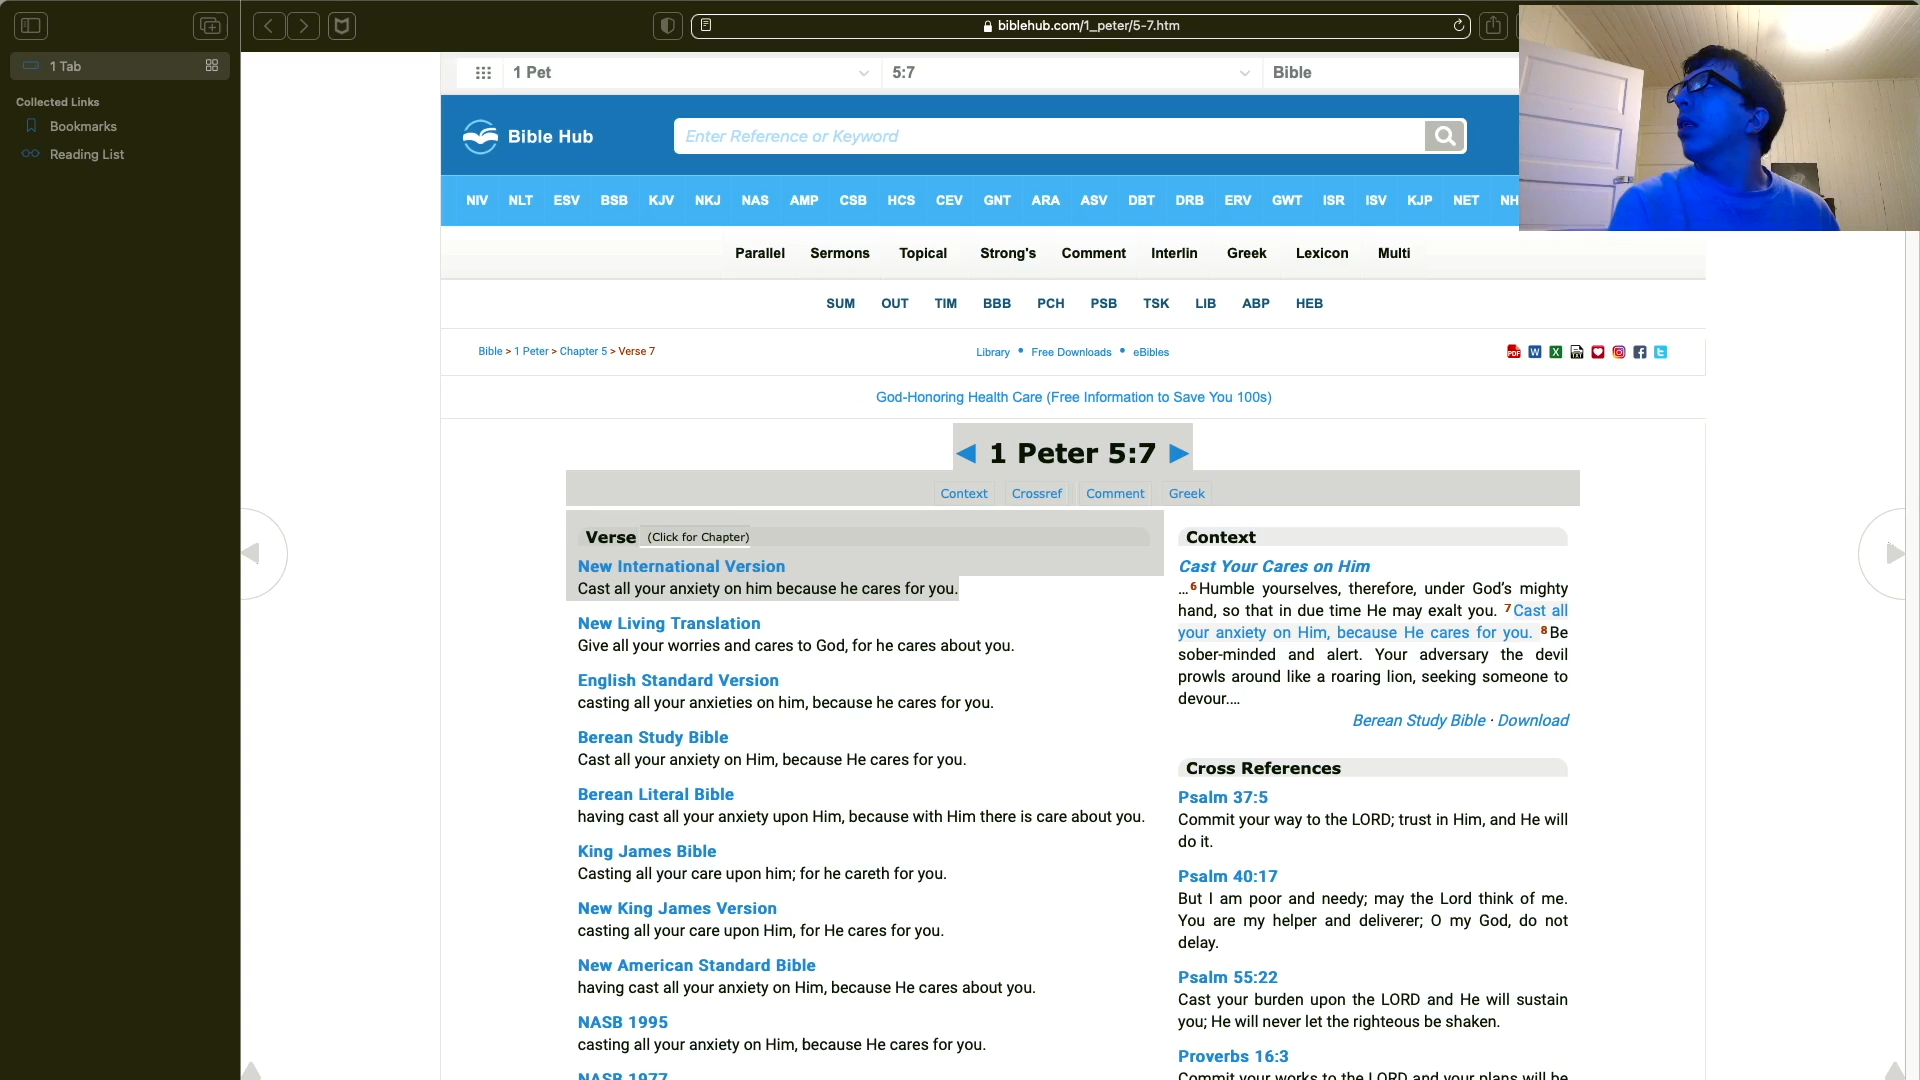 biblehub.com/1_peter/5-7.htm
1 Tab
Collected Links
Bookmarks
Reading List
1 Pet 5:7 Bible
Bible Hub Enter Reference or Keyword
NIV NLT ESV BSB KJV NKJ NAS AMP CSB HCS CEV GNT ARA ASV DBT DRB ERV GWT ISR ISV KJP NET NH
Parallel Sermons Topical Strong's Comment Interlin Greek Lexicon Multi
SUM OUT TIM BBB PCH PSB TSK LIB ABP HEB
Bible > 1 Peter > Chapter 5 > Verse 7
Library • Free Downloads • eBibles
God-Honoring Health Care (Free Information to Save You 100s)
◄ 1 Peter 5:7 ►
Context Crossref Comment Greek
Verse (Click for Chapter)
New International Version
Cast all your anxiety on him because he cares for you.
New Living Translation
Give all your worries and cares to God, for he cares about you.
English Standard Version
casting all your anxieties on him, because he cares for you.
Berean Study Bible
Cast all your anxiety on Him, because He cares for you.
Berean Literal Bible
having cast all your anxiety upon Him, because with Him there is care about you.
King James Bible
Casting all your care upon him; for he careth for you.
New King James Version
casting all your care upon Him, for He cares for you.
New American Standard Bible
having cast all your anxiety on Him, because He cares about you.
NASB 1995
casting all your anxiety on Him, because He cares for you.
NASB 1977
Context
Cast Your Cares on Him
…6Humble yourselves, therefore, under God's mighty
hand, so that in due time He may exalt you. 7Cast all
your anxiety on Him, because He cares for you. 8Be
sober-minded and alert. Your adversary the devil
prowls around like a roaring lion, seeking someone to
devour.…
Berean Study Bible · Download
Cross References
Psalm 37:5
Commit your way to the LORD; trust in Him, and He will
do it.
Psalm 40:17
But I am poor and needy; may the Lord think of me.
You are my helper and deliverer; O my God, do not
delay.
Psalm 55:22
Cast your burden upon the LORD and He will sustain
you; He will never let the righteous be shaken.
Proverbs 16:3
Commit your works to the LORD and your plans will be